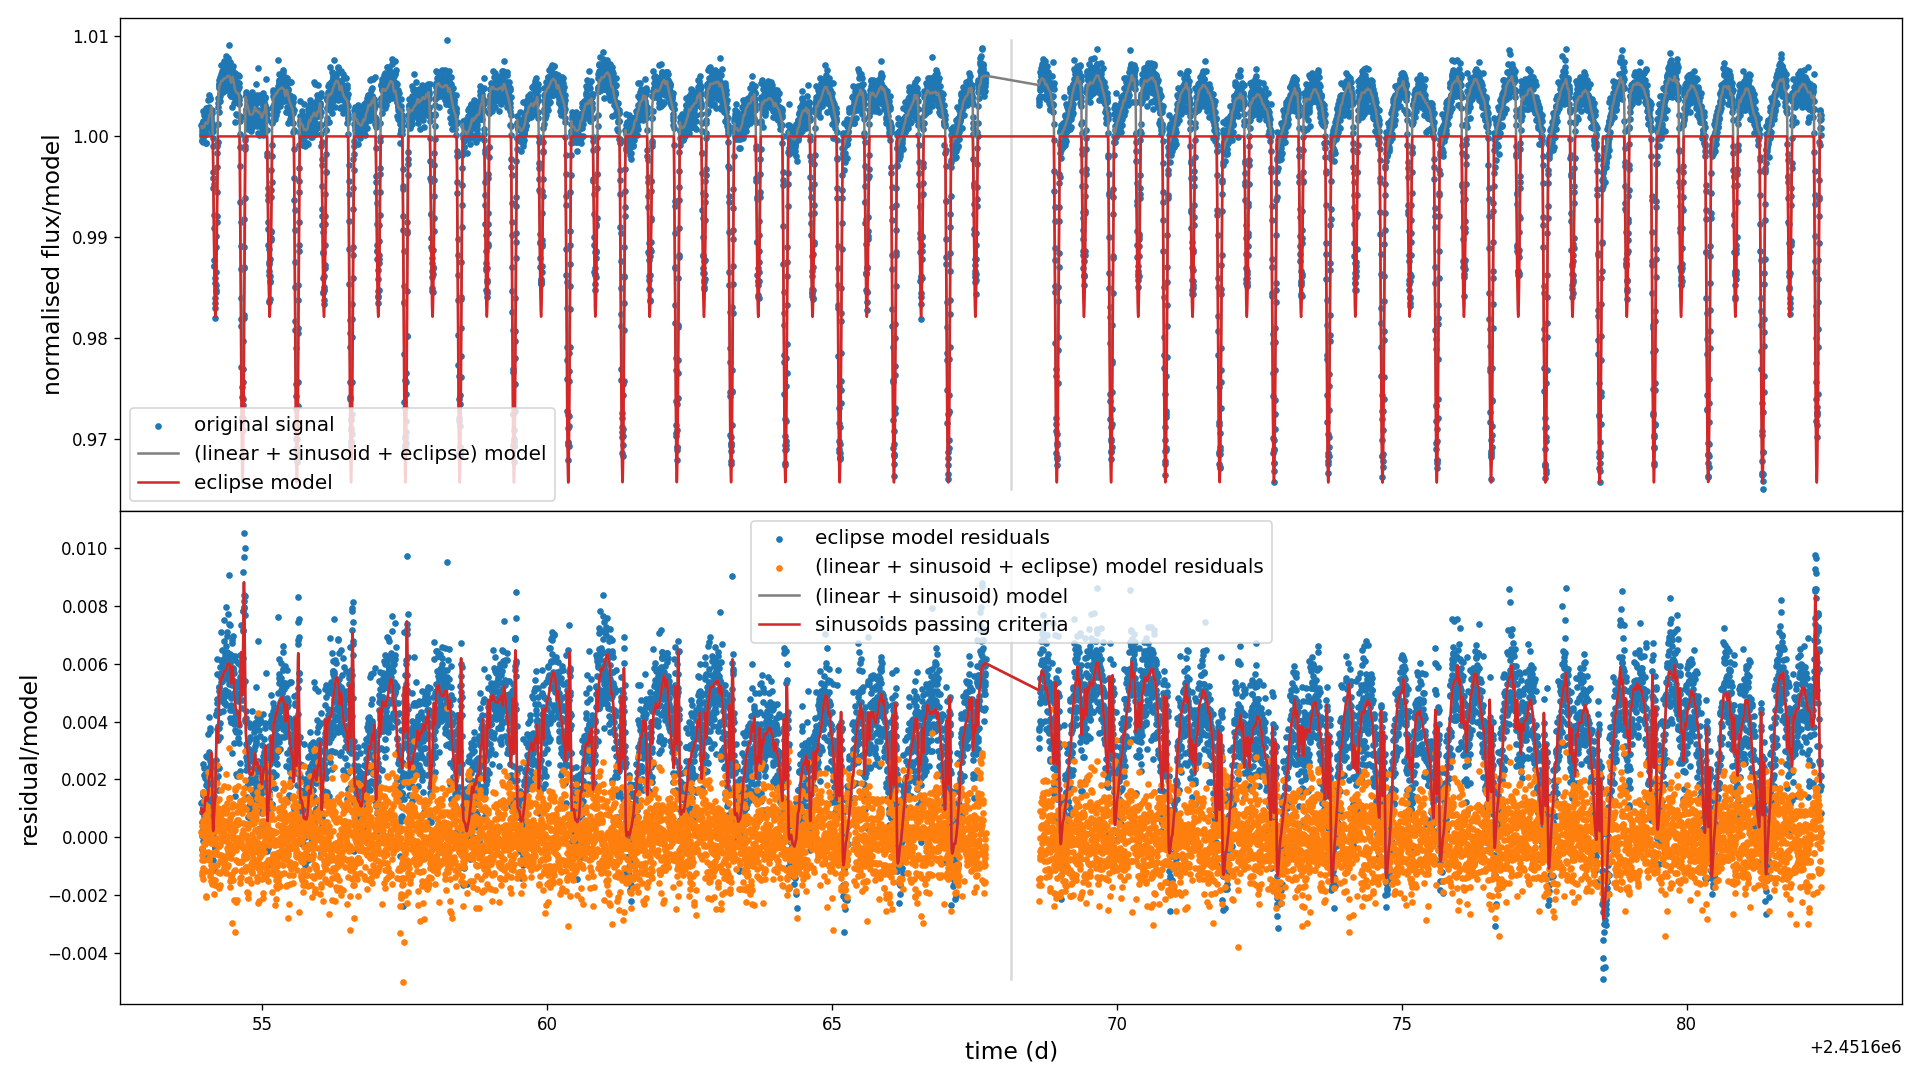 normalised flux/model
1.01
1.00
0.99
0.98
0.97
original signal
(linear + sinusoid + eclipse) model
eclipse model
residual/model
0.010
0.008
0.006
0.004
0.002
0.000
−0.002
−0.004
eclipse model residuals
(linear + sinusoid + eclipse) model residuals
(linear + sinusoid) model
sinusoids passing criteria
55 60 65 70 75 80
time (d)
+2.4516e6